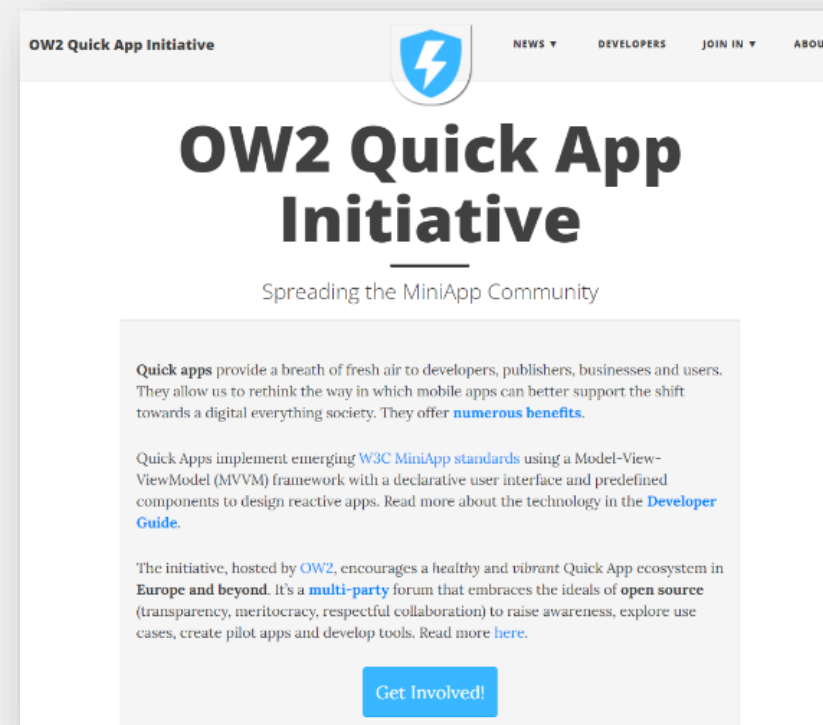 OW2 Quick App Initiative
NEWS ▼ DEVELOPERS JOIN IN ▼ ABOU
OW2 Quick App
Initiative
Spreading the MiniApp Community
Quick apps provide a breath of fresh air to developers, publishers, businesses and users.
They allow us to rethink the way in which mobile apps can better support the shift
towards a digital everything society. They offer numerous benefits.
Quick Apps implement emerging W3C MiniApp standards using a Model-View-
ViewModel (MVVM) framework with a declarative user interface and predefined
components to design reactive apps. Read more about the technology in the Developer
Guide.
The initiative, hosted by OW2, encourages a healthy and vibrant Quick App ecosystem in
Europe and beyond. It's a multi-party forum that embraces the ideals of open source
(transparency, meritocracy, respectful collaboration) to raise awareness, explore use
cases, create pilot apps and develop tools. Read more here.
Get Involved!